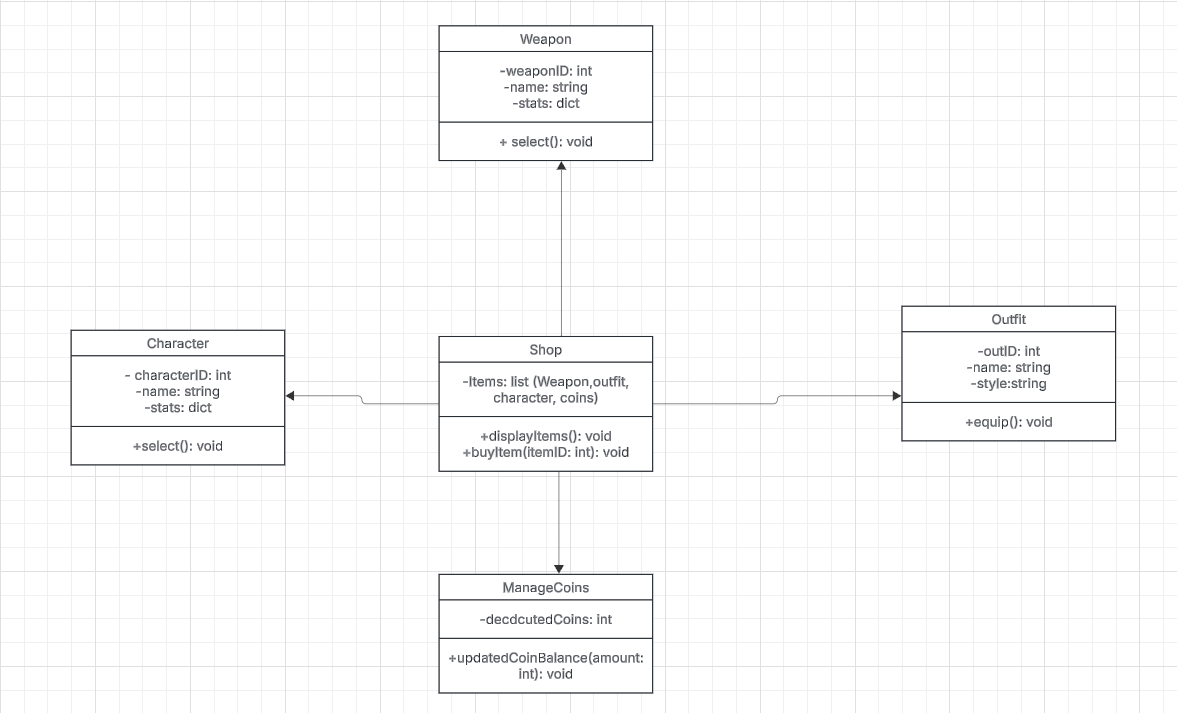 Weapon
-weaponID: int
-name: string
-stats: dict
+ select(): void
Character
- characterID: int
-name: string
-stats: dict
+select(): void
Shop
-Items: list (Weapon,outfit,
character, coins)
+displayItems(): void
+buyItem(itemID: int): void
Outfit
-outID: int
-name: string
-style:string
+equip(): void
ManageCoins
-decdcutedCoins: int
+updatedCoinBalance(amount:
int): void